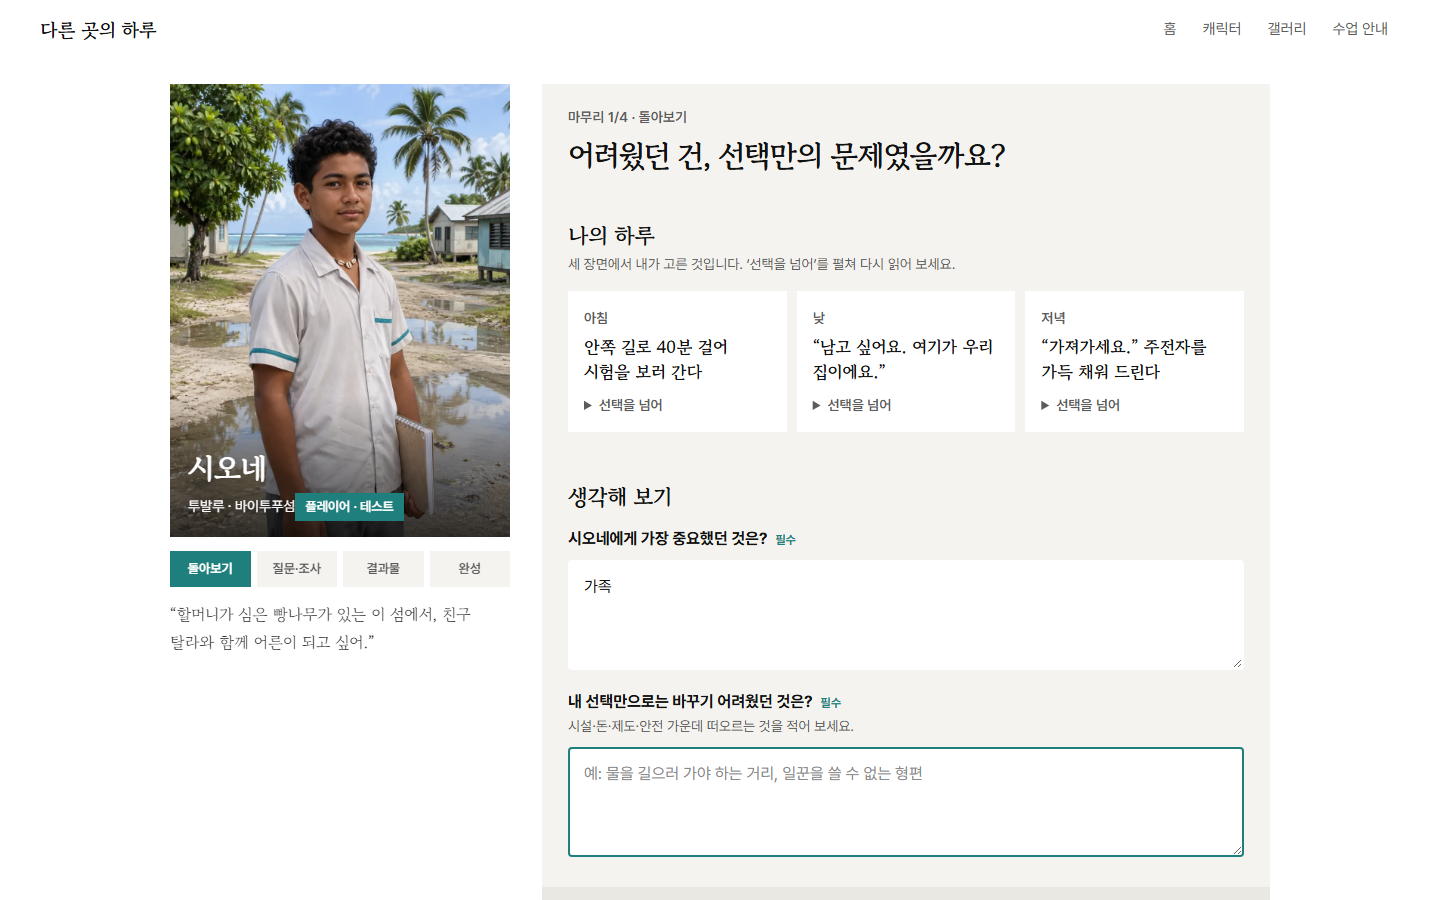 다른 곳의 하루
홈 캐릭터 갤러리 수업 안내
시오네
투발루 · 바이투푸섬 플레이어 · 테스트
돌아보기 질문·조사 결과물 완성
“할머니가 심은 빵나무가 있는 이 섬에서, 친구
탈라와 함께 어른이 되고 싶어.”
마무리 1/4 · 돌아보기
어려웠던 건, 선택만의 문제였을까요?
나의 하루
세 장면에서 내가 고른 것입니다. ‘선택을 넘어’를 펼쳐 다시 읽어 보세요.
아침
안쪽 길로 40분 걸어
시험을 보러 간다
▶ 선택을 넘어
낮
“남고 싶어요. 여기가 우리
집이에요.”
▶ 선택을 넘어
저녁
“가져가세요.” 주전자를
가득 채워 드린다
▶ 선택을 넘어
생각해 보기
시오네에게 가장 중요했던 것은? 필수
가족
내 선택만으로는 바꾸기 어려웠던 것은? 필수
시설·돈·제도·안전 가운데 떠오르는 것을 적어 보세요.
예: 물을 길으러 가야 하는 거리, 일꾼을 쓸 수 없는 형편